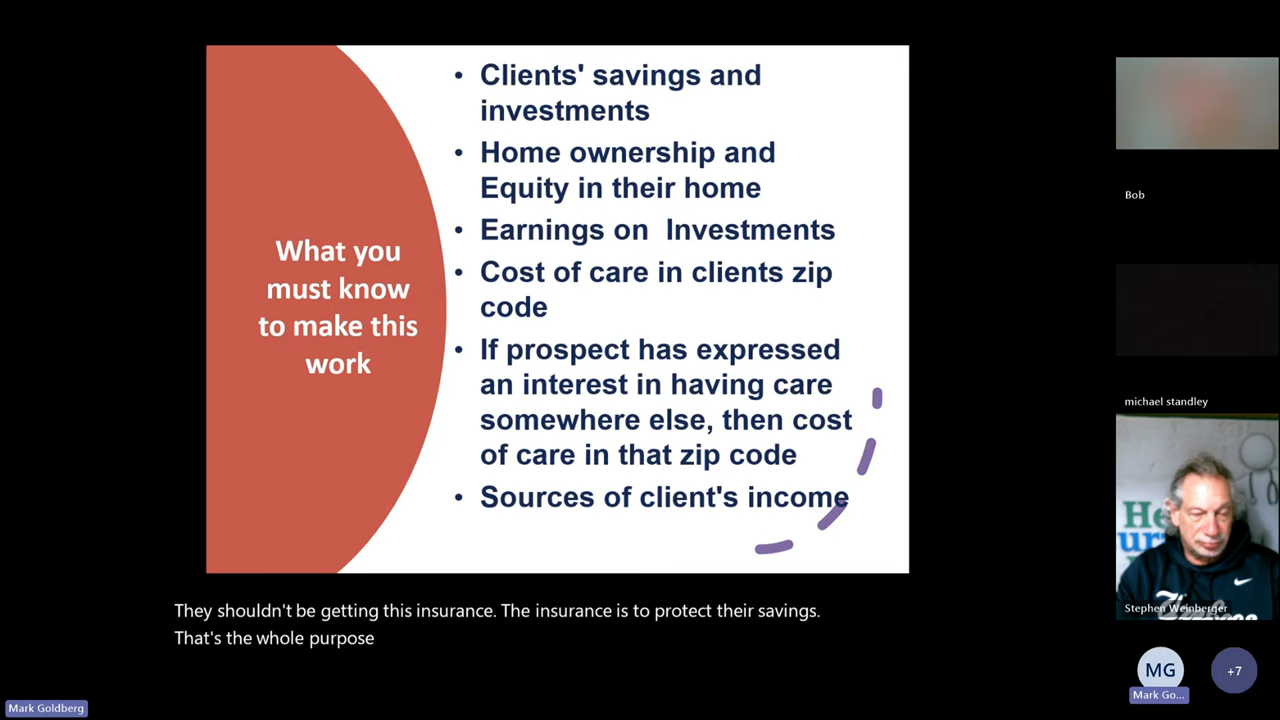 What you
must know
to make this
work
• Clients' savings and
investments
• Home ownership and
Equity in their home
• Earnings on  Investments
• Cost of care in clients zip
code
• If prospect has expressed
an interest in having care
somewhere else, then cost
of care in that zip code
• Sources of client's income
They shouldn't be getting this insurance. The insurance is to protect their savings.
That's the whole purpose
Mark Goldberg
Bob
michael standley
Stephen Weinberger
MG
Mark Go...
+7